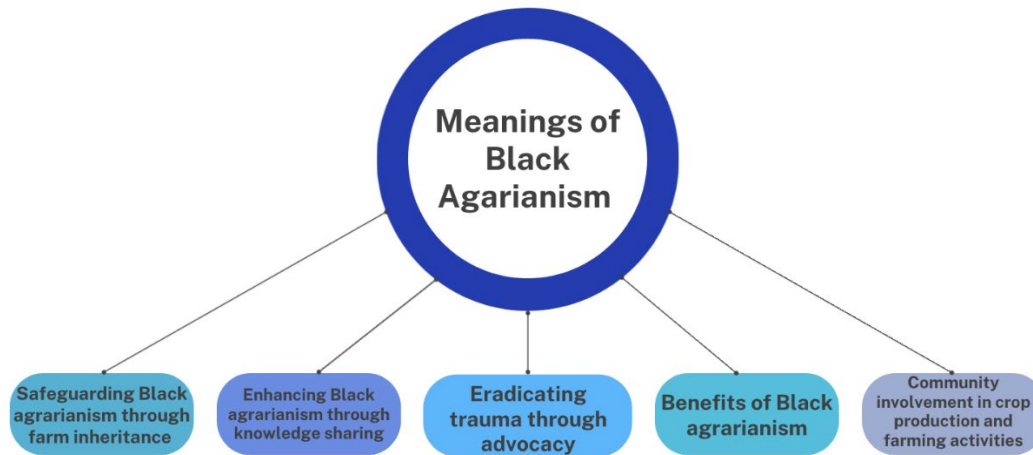 Meanings of
Black
Agarianism
Safeguarding Black
agrarianism through
farm inheritance
Enhancing Black
agrarianism through
knowledge sharing
Eradicating
trauma through
advocacy
Benefits of Black
agrarianism
Community
involvement in crop
production and
farming activities